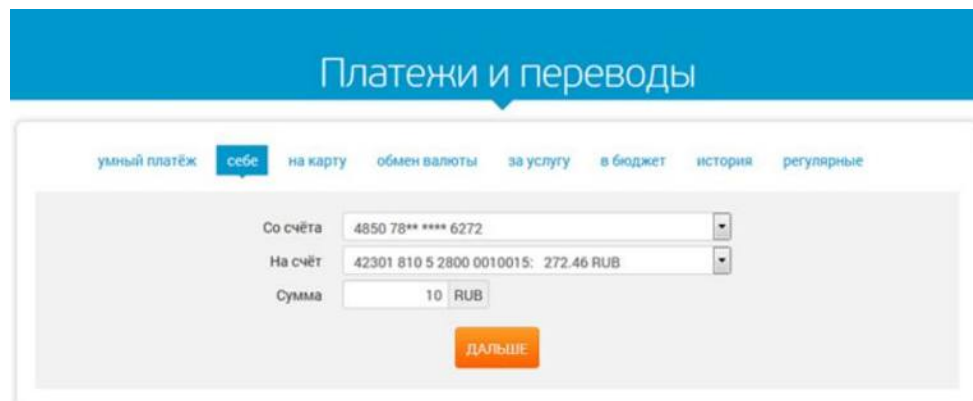 Платежи и переводы
умный платёж себе на карту обмен валюты за услугу в бюджет история регулярные
Со счёта 4850 78** **** 6272
На счёт 42301 810 5 2800 0010015: 272.46 RUB
Сумма 10 RUB
ДАЛЬШЕ